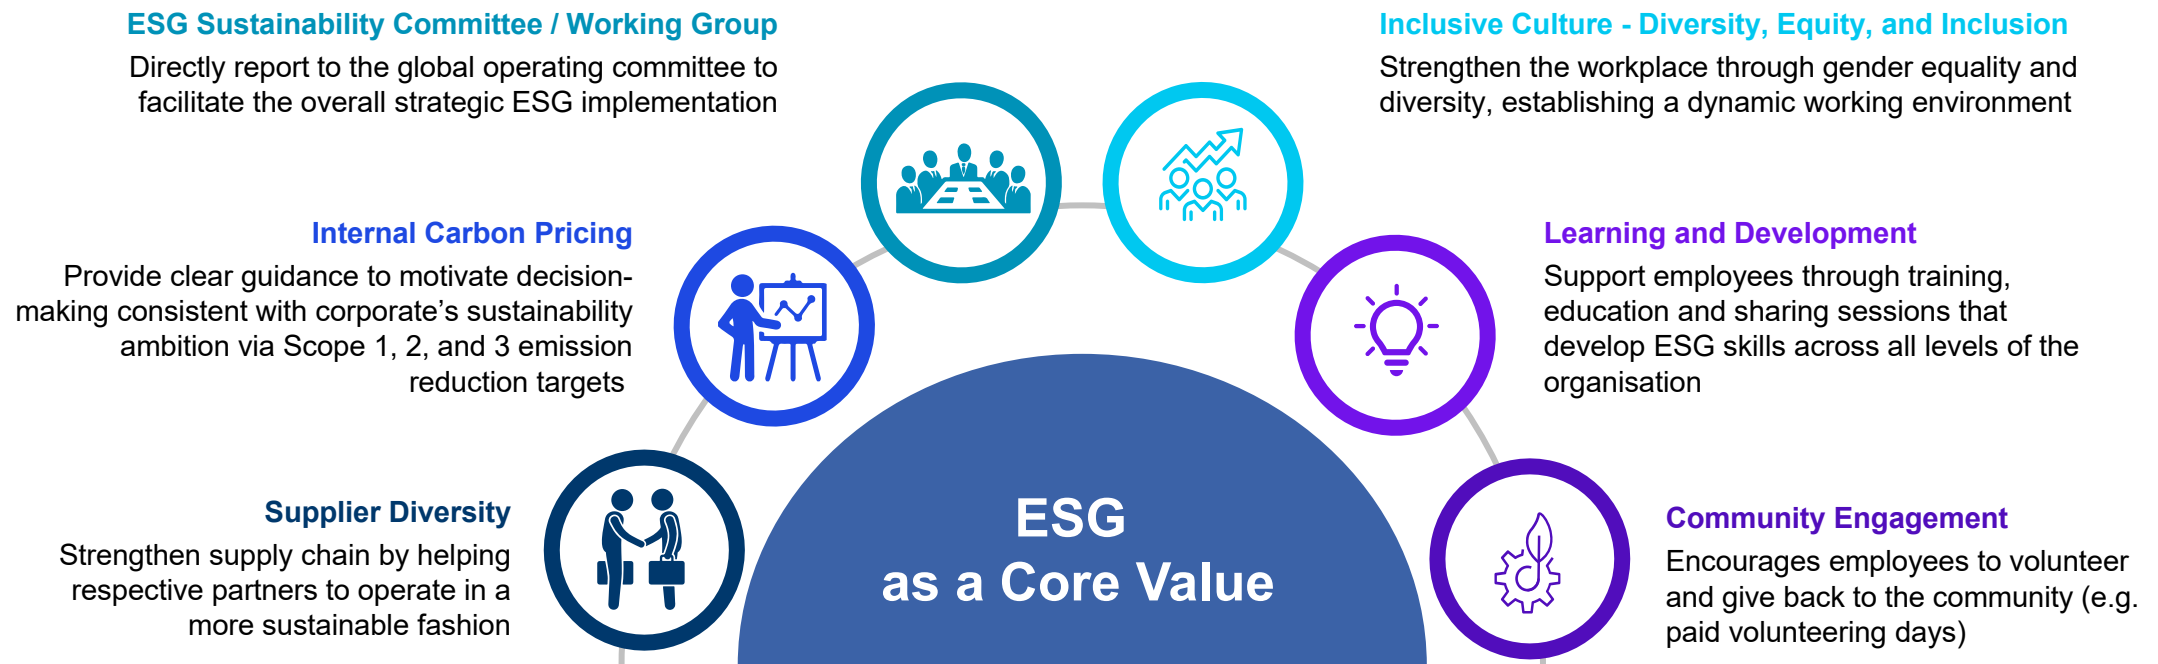 ESG Sustainability Committee / Working Group
Directly report to the global operating committee to
facilitate the overall strategic ESG implementation
Inclusive Culture - Diversity, Equity, and Inclusion
Strengthen the workplace through gender equality and
diversity, establishing a dynamic working environment
Internal Carbon Pricing
Provide clear guidance to motivate decision-
making consistent with corporate’s sustainability
ambition via Scope 1, 2, and 3 emission
reduction targets
Learning and Development
Support employees through training,
education and sharing sessions that
develop ESG skills across all levels of the
organisation
Supplier Diversity
Strengthen supply chain by helping
respective partners to operate in a
more sustainable fashion
ESG
as a Core Value
Community Engagement
Encourages employees to volunteer
and give back to the community (e.g.
paid volunteering days)